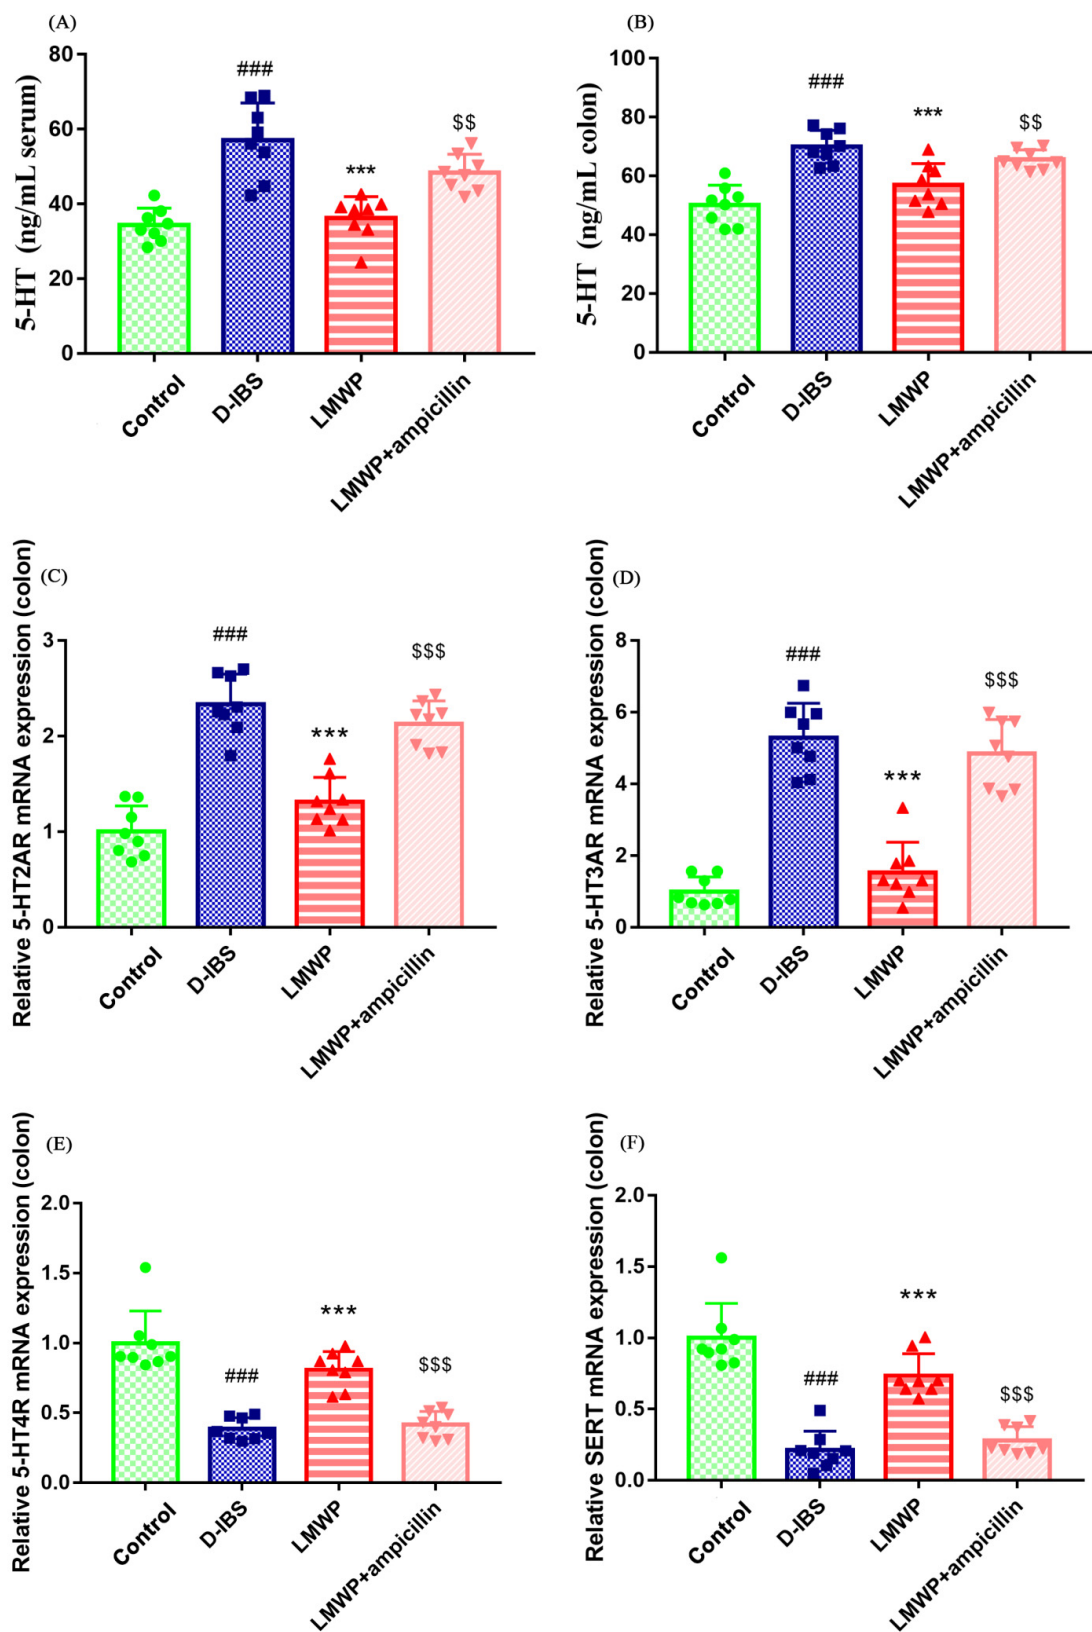 (A)
5-HT (ng/mL serum)
80
60
40
20
0
###
***
$$
Control
D-IBS
LMWP
LMWP+ampicillin
(B)
5-HT (ng/mL colon)
100
80
60
40
20
0
###
***
$$
Control
D-IBS
LMWP
LMWP+ampicillin
(C)
Relative 5-HT2AR mRNA expression (colon)
3
2
1
0
###
***
$$$
Control
D-IBS
LMWP
LMWP+ampicillin
(D)
Relative 5-HT3AR mRNA expression (colon)
8
6
4
2
0
###
***
$$$
Control
D-IBS
LMWP
LMWP+ampicillin
(E)
Relative 5-HT4R mRNA expression (colon)
2.0
1.5
1.0
0.5
0.0
###
***
$$$
Control
D-IBS
LMWP
LMWP+ampicillin
(F)
Relative SERT mRNA expression (colon)
2.0
1.5
1.0
0.5
0.0
###
***
$$$
Control
D-IBS
LMWP
LMWP+ampicillin